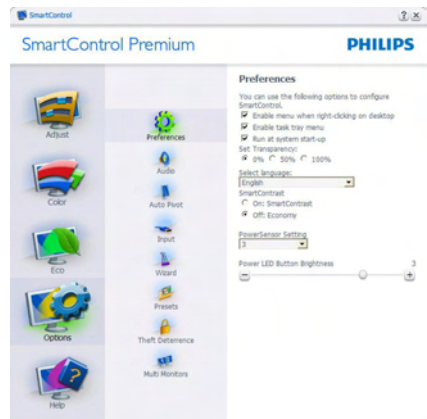 SmartControl
SmartControl Premium
PHILIPS
Adjust
Color
Eco
Options
Help
Preferences
Audio
Auto Pivot
Input
Wizard
Presets
Theft Deterrence
Multi Monitors
Preferences
You can use the following options to configure
SmartControl.
Enable menu when right-clicking on desktop
Enable task tray menu
Run at system start-up
Set Transparency:
0% 50% 100%
Select language:
English
SmartContrast
On: SmartContrast
Off: Economy
PowerSensor Setting
3
Power LED Button Brightness 3